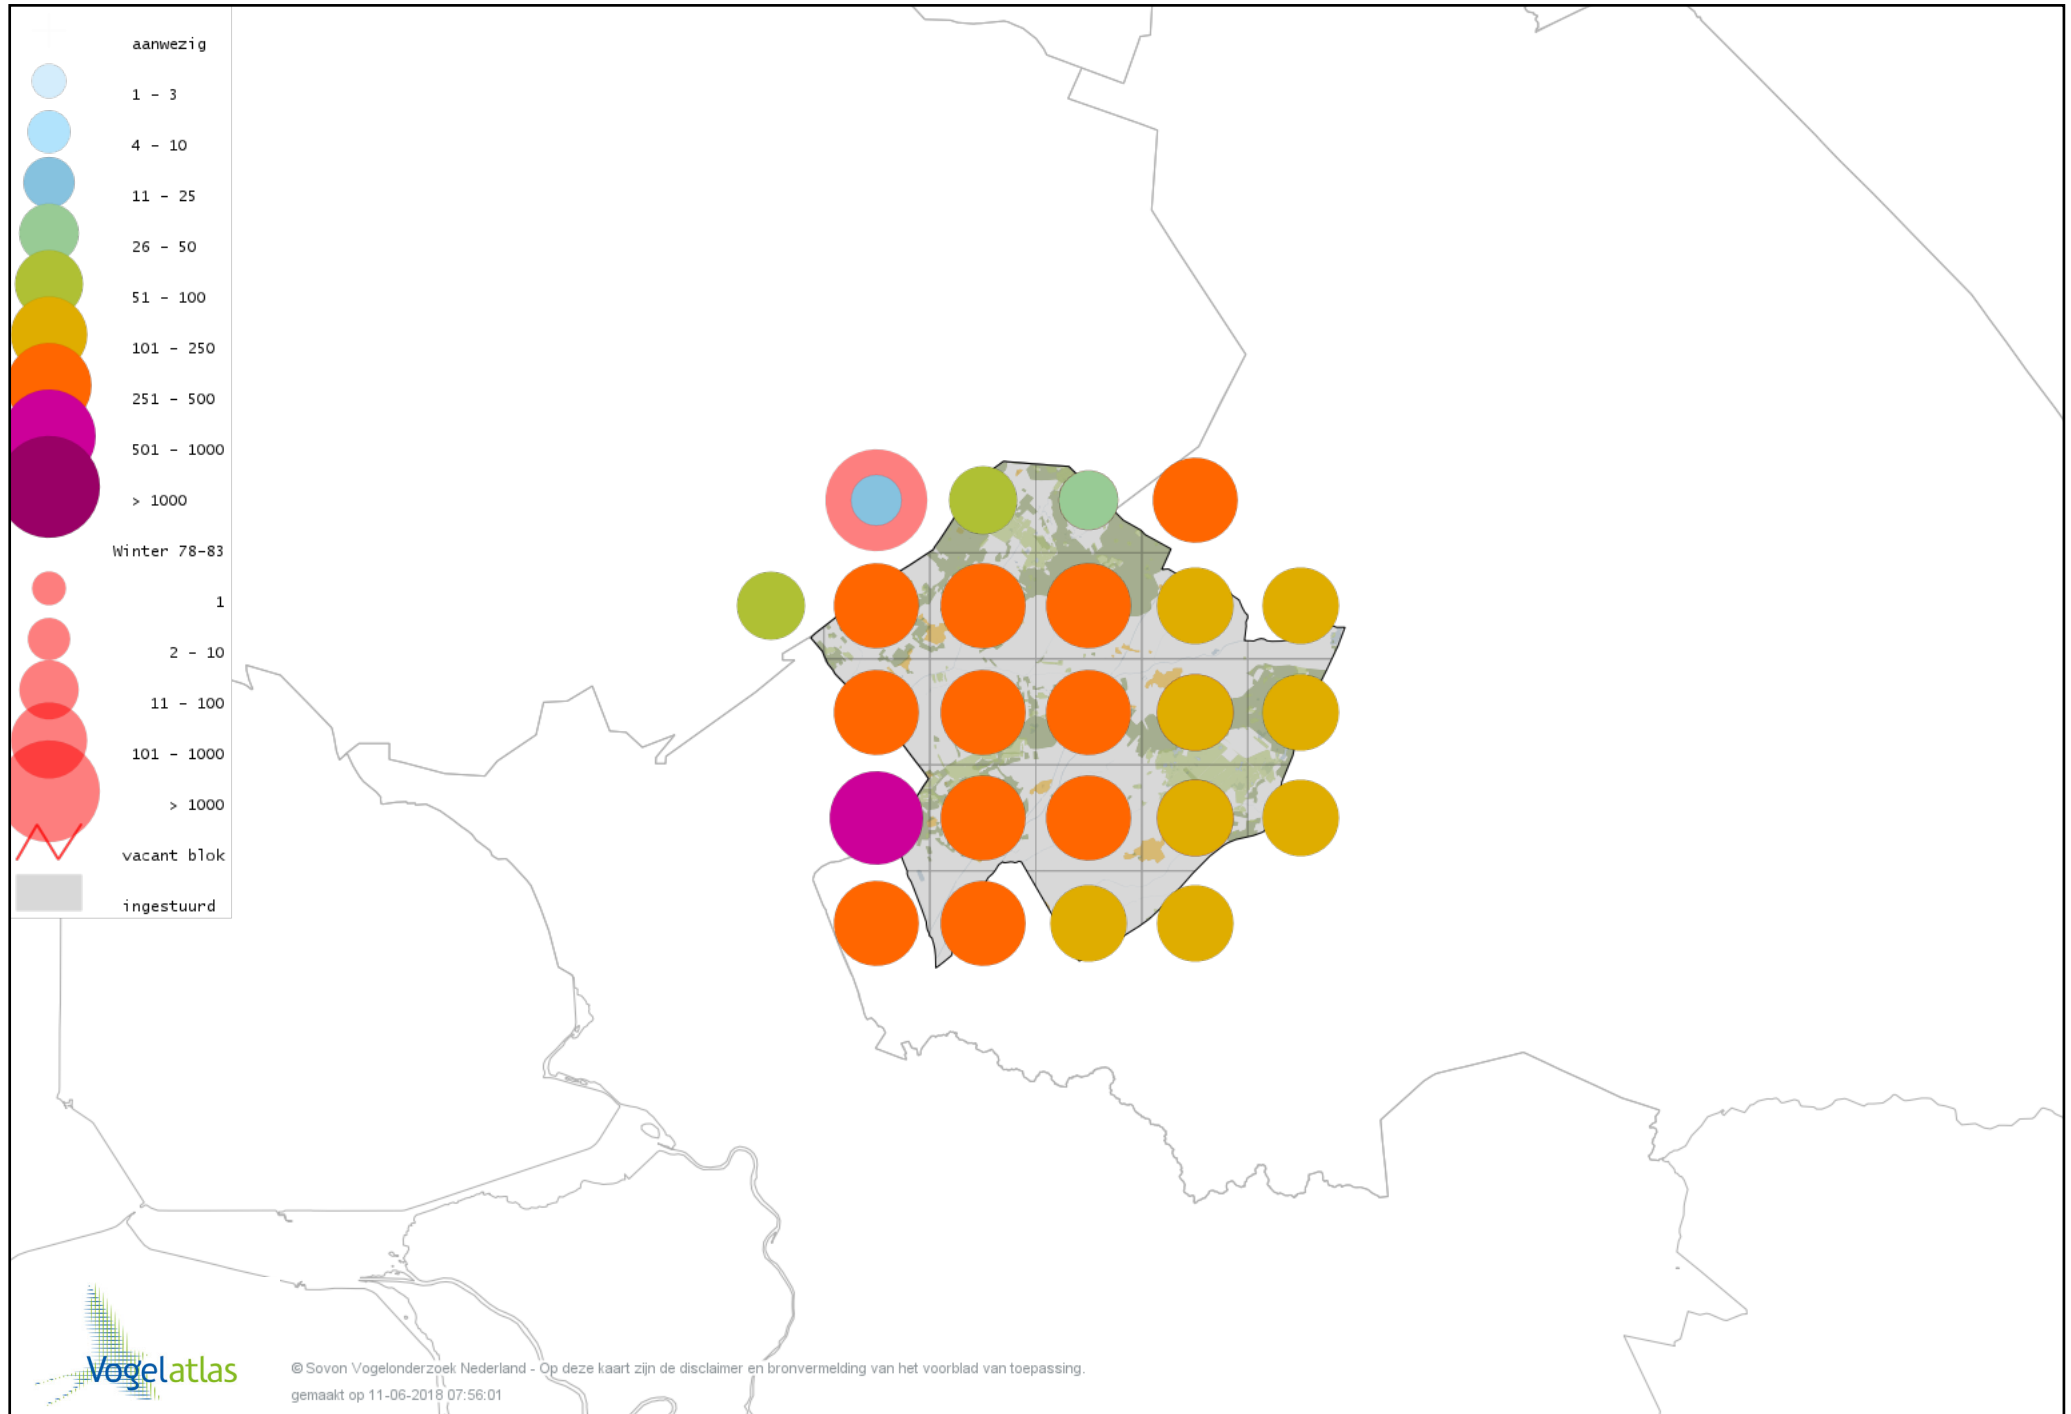 aanwezig
1 – 3
4 – 10
11 – 25
26 – 50
51 – 100
101 – 250
251 – 500
501 – 1000
> 1000
Winter 78-83
1
2 – 10
11 – 100
101 – 1000
> 1000
vacant blok
ingestuurd
Vogelatlas
© Sovon Vogelonderzoek Nederland - Op deze kaart zijn de disclaimer en bronvermelding van het voorblad van toepassing.
gemaakt op 11-06-2018 07:56:01